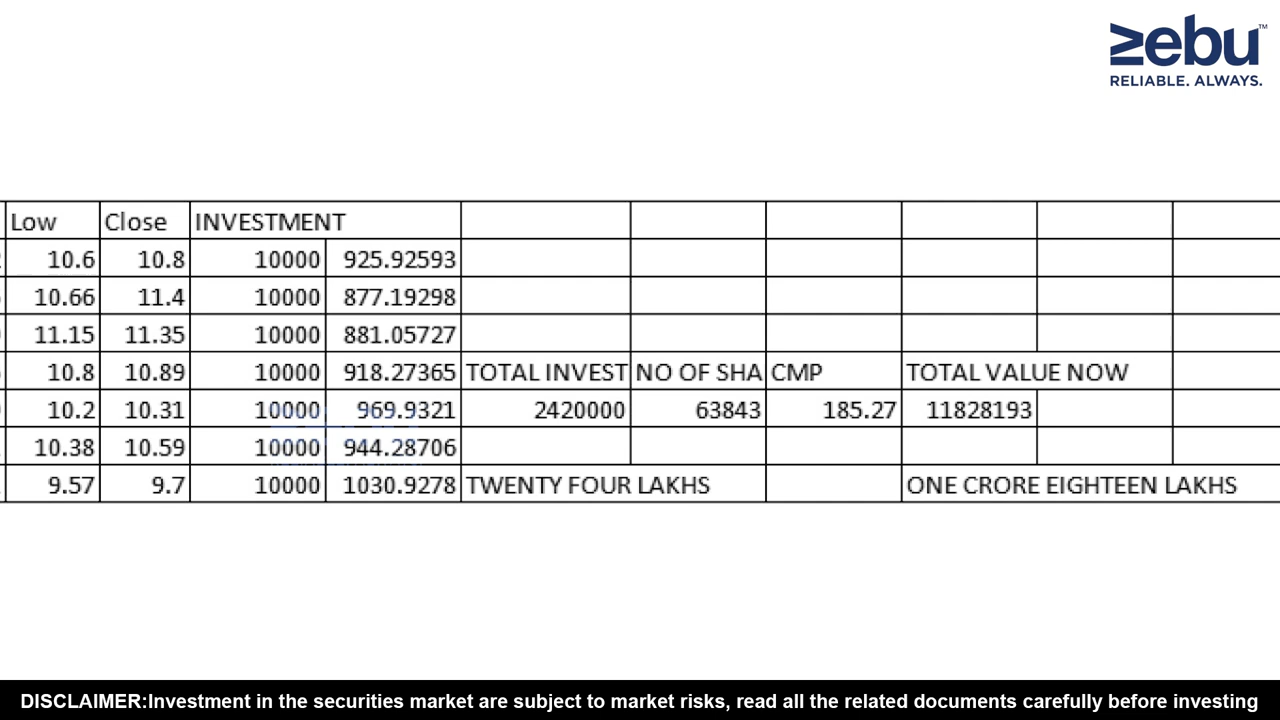 zebu™
RELIABLE. ALWAYS.
Low Close INVESTMENT
10.6 10.8 10000 925.92593
10.66 11.4 10000 877.19298
11.15 11.35 10000 881.05727
10.8 10.89 10000 918.27365 TOTAL INVEST NO OF SHA CMP TOTAL VALUE NOW
10.2 10.31 10000 969.9321 2420000 63843 185.27 11828193
10.38 10.59 10000 944.28706
9.57 9.7 10000 1030.9278 TWENTY FOUR LAKHS ONE CRORE EIGHTEEN LAKHS
DISCLAIMER:Investment in the securities market are subject to market risks, read all the related documents carefully before investing